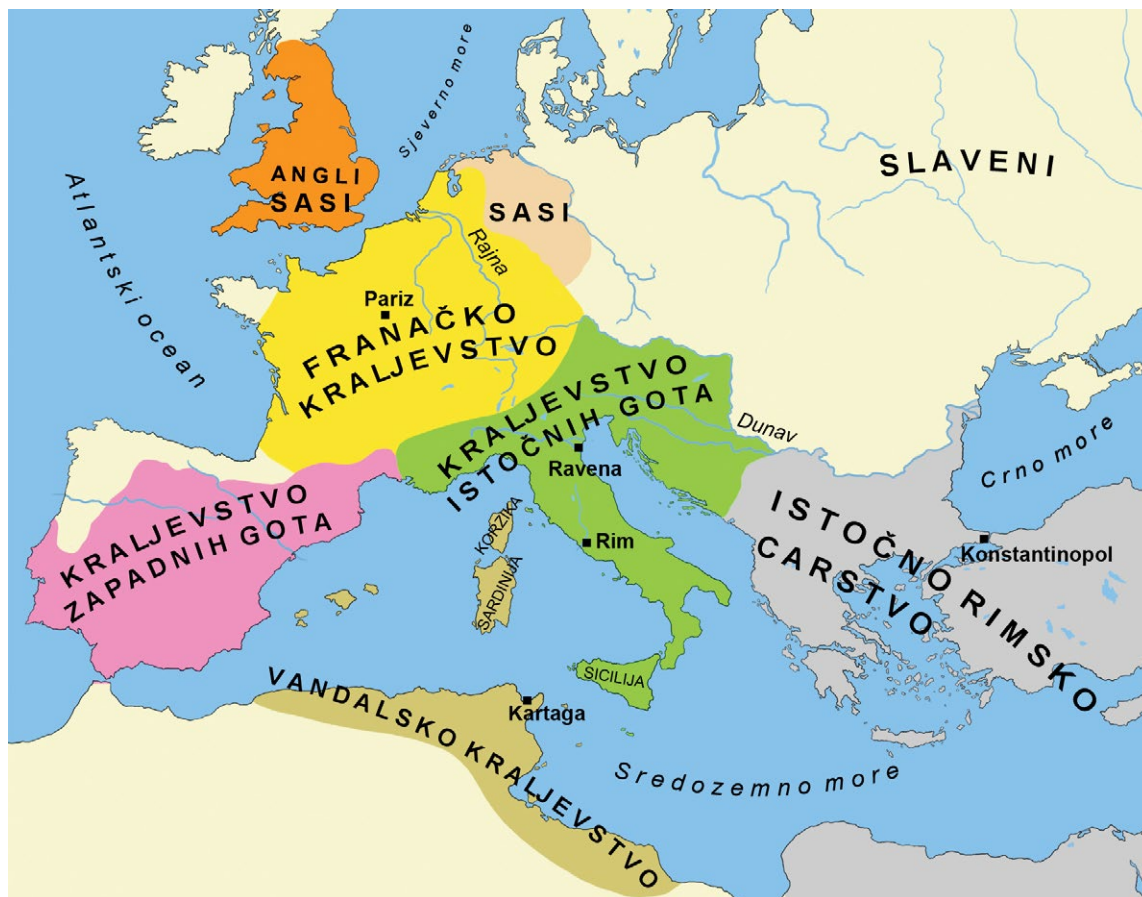 Sjeverno more
SLAVENI
ANGLI
SASI
SASI
Atlantski ocean
Rajna
Pariz
FRANAČKO
KRALJEVSTVO
KRALJEVSTVO
ISTOČNIH GOTA
Dunav
Crno more
Ravena
KRALJEVSTVO
ZAPADNIH GOTA
KORZIKA
SARDINIJA
Rim
ISTOČNO RIMSKO
CARSTVO
Konstantinopol
SICILIJA
VANDALSKO KRALJEVSTVO
Kartaga
Sredozemno more